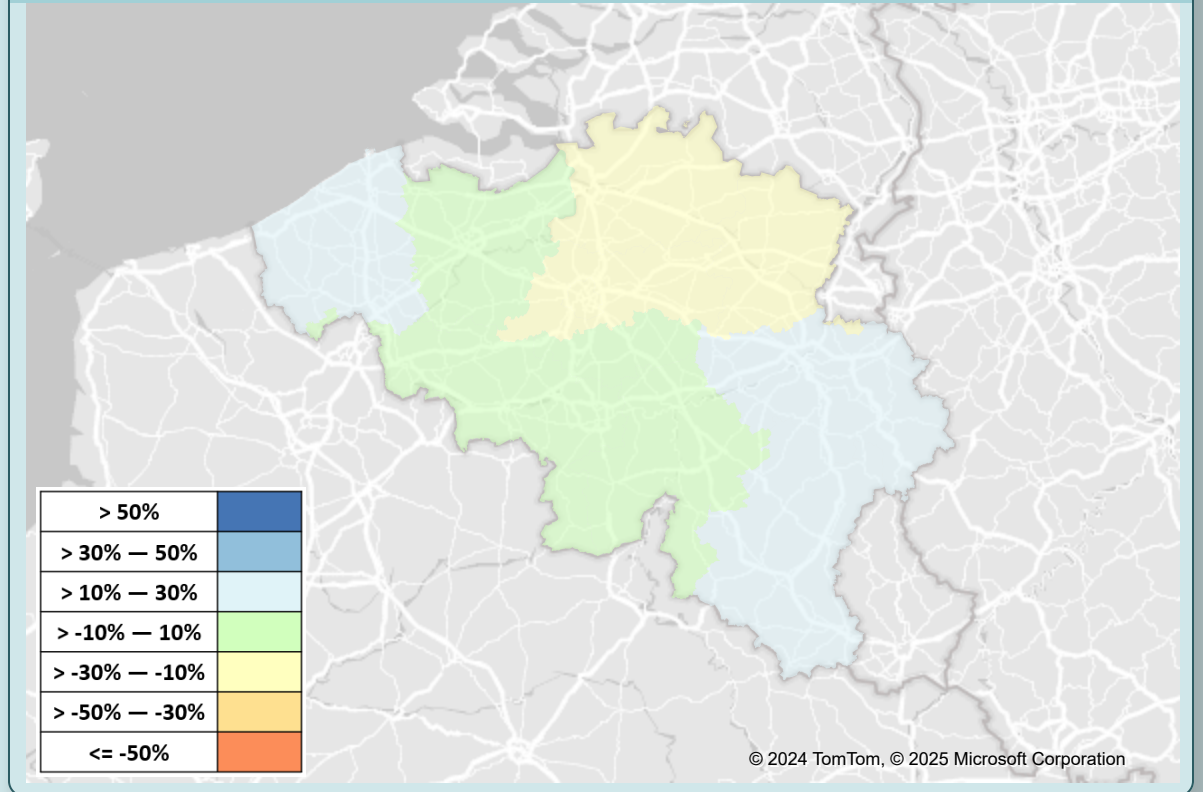 > 50%
> 30% — 50%
> 10% — 30%
> -10% — 10%
> -30% — -10%
> -50% — -30%
<= -50%
© 2024 TomTom, © 2025 Microsoft Corporation